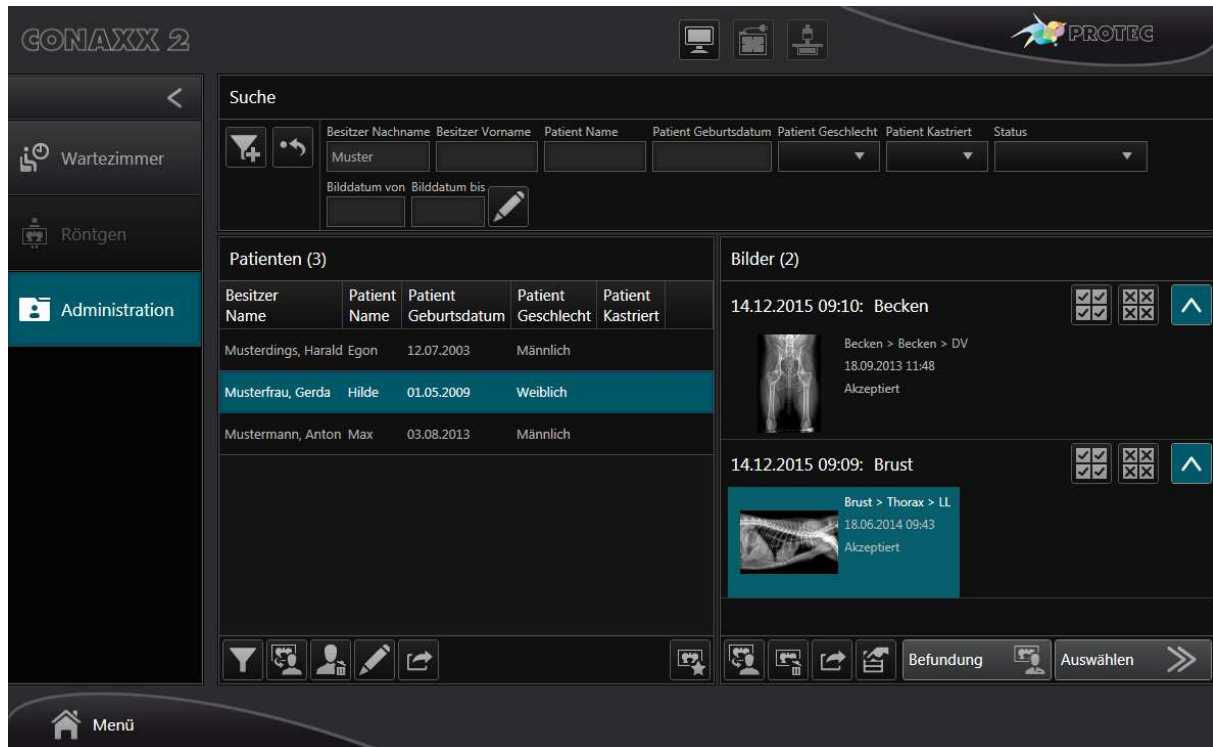 CONAXX 2
PROTEC
Wartezimmer
Röntgen
Administration
Suche
Besitzer Nachname Besitzer Vorname Patient Name Patient Geburtsdatum Patient Geschlecht Patient Kastriert Status
Muster
Bilddatum von Bilddatum bis
Patienten (3)
Besitzer Name Patient Name Patient Geburtsdatum Patient Geschlecht Patient Kastriert
Musterdings, Harald Egon 12.07.2003 Männlich
Musterfrau, Gerda Hilde 01.05.2009 Weiblich
Mustermann, Anton Max 03.08.2013 Männlich
Bilder (2)
14.12.2015 09:10: Becken
Becken > Becken > DV
18.09.2013 11:48
Akzeptiert
14.12.2015 09:09: Brust
Brust > Thorax > LL
18.06.2014 09:43
Akzeptiert
Befundung
Auswählen
Menü